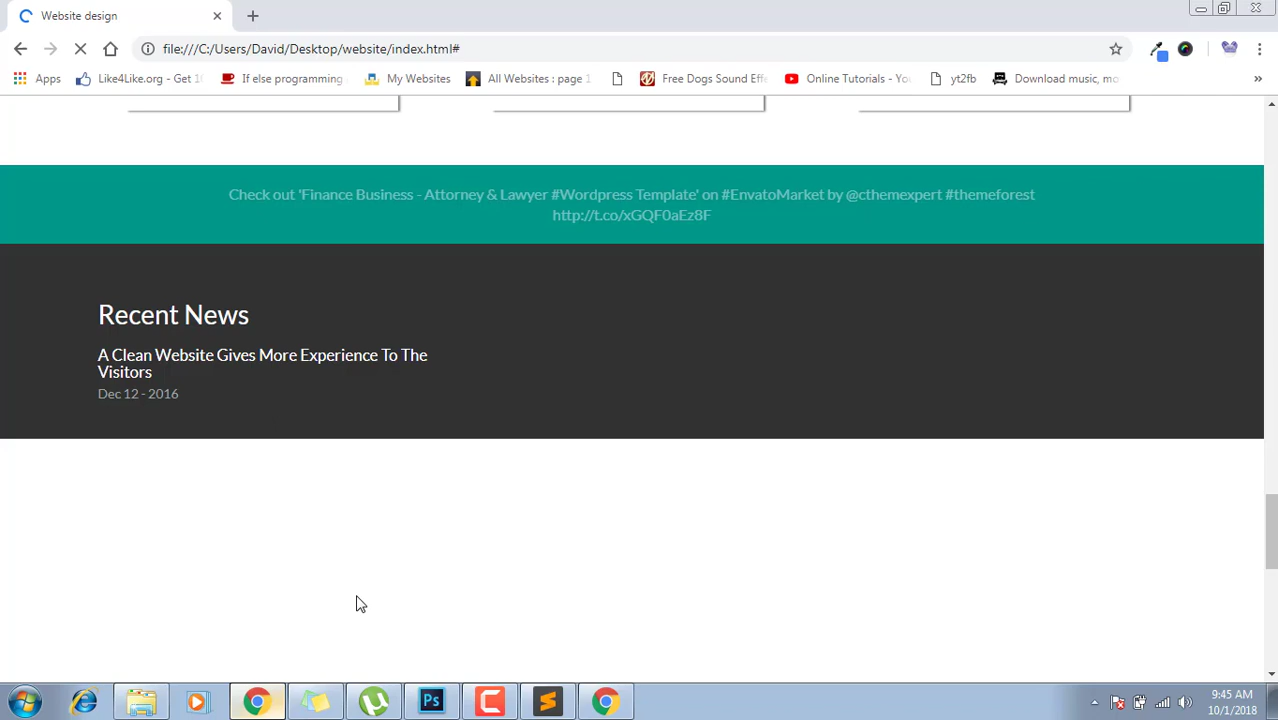 Website design
file:///C:/Users/David/Desktop/website/index.html#
Apps
Like4Like.org - Get 10
If else programming
My Websites
All Websites : page 1
Free Dogs Sound Effe
Online Tutorials - Yo
yt2fb
Download music, mo
»
Check out 'Finance Business - Attorney & Lawyer #Wordpress Template' on #EnvatoMarket by @cthemexpert #themeforest
http://t.co/xGQF0aEz8F
Recent News
A Clean Website Gives More Experience To The
Visitors
Dec 12 - 2016
Ps
9:45 AM
10/1/2018